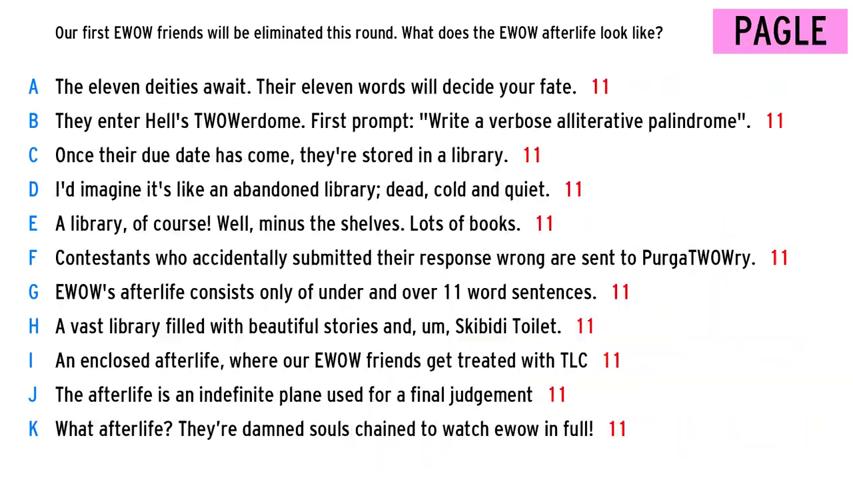 Our first EWOW friends will be eliminated this round. What does the EWOW afterlife look like?
PAGLE
A The eleven deities await. Their eleven words will decide your fate. 11
B They enter Hell's TWOWerdome. First prompt: "Write a verbose alliterative palindrome". 11
C Once their due date has come, they're stored in a library. 11
D I'd imagine it's like an abandoned library; dead, cold and quiet. 11
E A library, of course! Well, minus the shelves. Lots of books. 11
F Contestants who accidentally submitted their response wrong are sent to PurgaTWOWry. 11
G EWOW's afterlife consists only of under and over 11 word sentences. 11
H A vast library filled with beautiful stories and, um, Skibidi Toilet. 11
I An enclosed afterlife, where our EWOW friends get treated with TLC 11
J The afterlife is an indefinite plane used for a final judgement 11
K What afterlife? They’re damned souls chained to watch ewow in full! 11